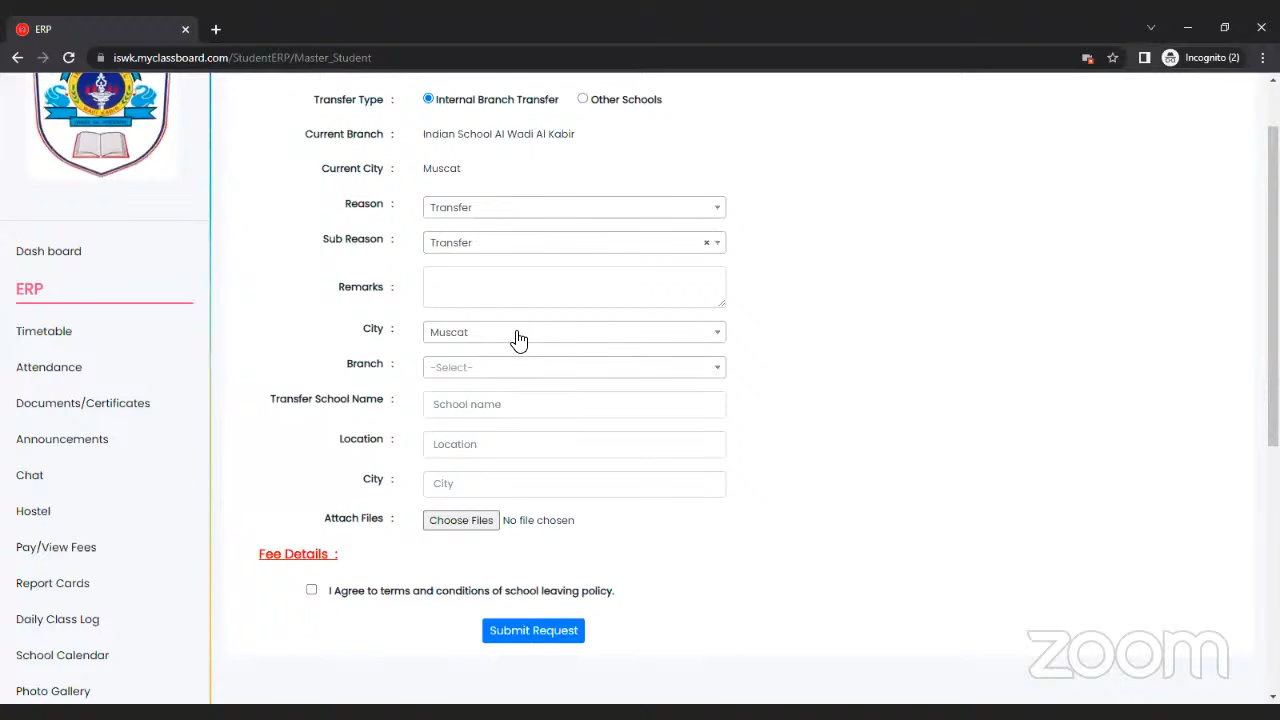 ERP
iswk.myclassboard.com/StudentERP/Master_Student
Incognito (2)
Transfer Type : Internal Branch Transfer Other Schools
Current Branch : Indian School Al Wadi Al Kabir
Current City : Muscat
Reason : Transfer
Sub Reason : Transfer
Remarks :
City : Muscat
Branch : -Select-
Transfer School Name : School name
Location : Location
City : City
Attach Files : Choose Files No file chosen
Fee Details :
I Agree to terms and conditions of school leaving policy.
Submit Request
Dash board
ERP
Timetable
Attendance
Documents/Certificates
Announcements
Chat
Hostel
Pay/View Fees
Report Cards
Daily Class Log
School Calendar
Photo Gallery
zoom